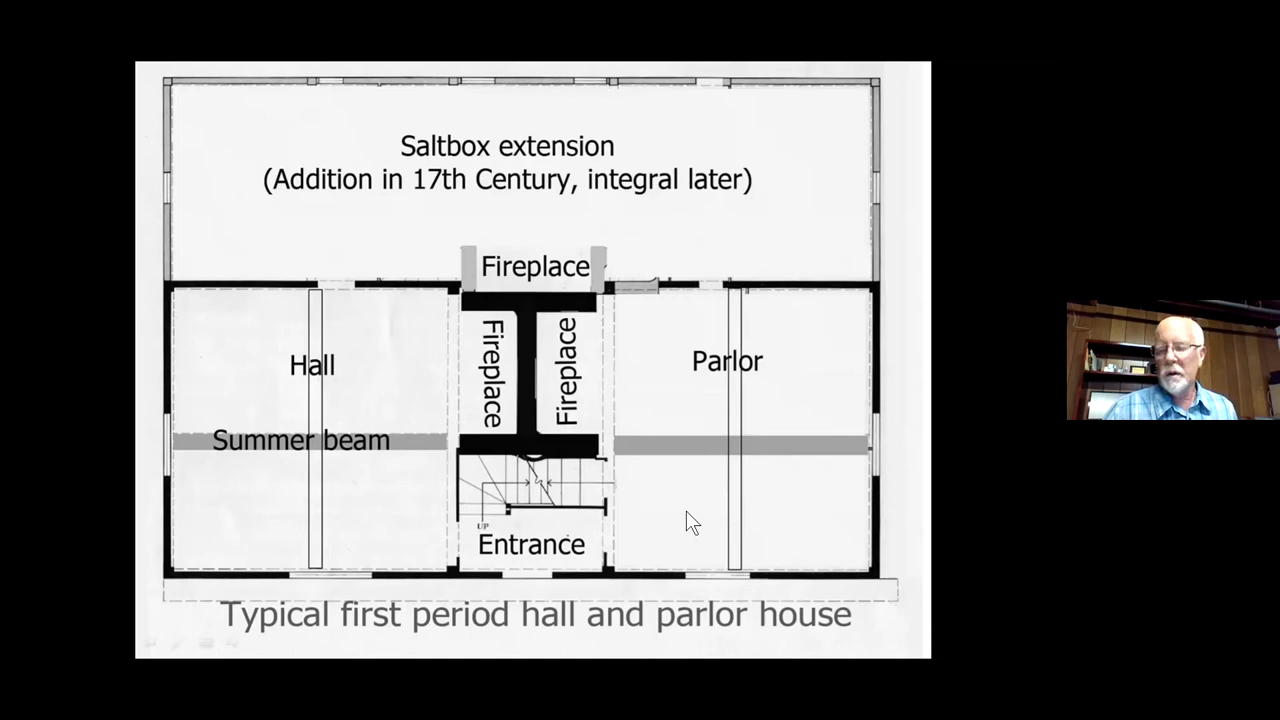 Saltbox extension
(Addition in 17th Century, integral later)
Fireplace
Fireplace
Fireplace
Hall
Parlor
Summer beam
UP
Entrance
Typical first period hall and parlor house